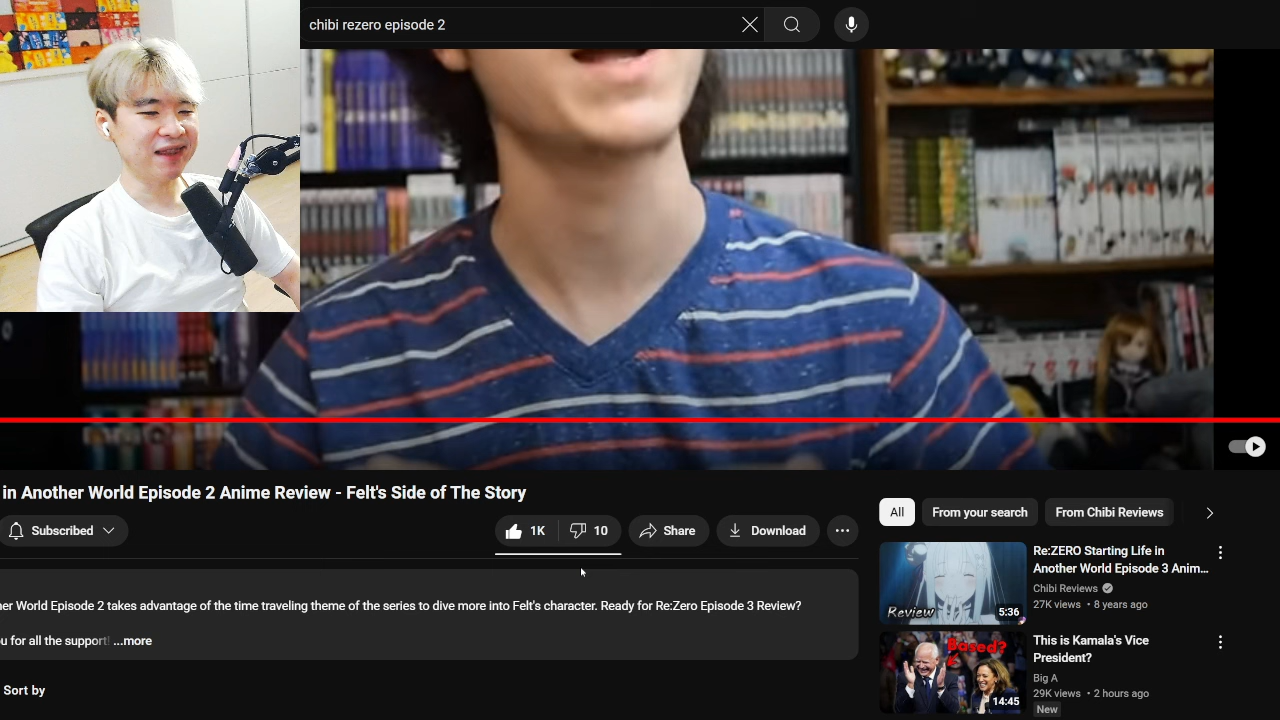 chibi rezero episode 2
in Another World Episode 2 Anime Review - Felt's Side of The Story
Subscribed
1K
10
Share
Download
her World Episode 2 takes advantage of the time traveling theme of the series to dive more into Felt's character. Ready for Re:Zero Episode 3 Review?
u for all the support! ...more
Sort by
All
From your search
From Chibi Reviews
Review
5:36
Re:ZERO Starting Life in
Another World Episode 3 Anim...
Chibi Reviews
27K views • 8 years ago
Based?
14:45
This is Kamala's Vice
President?
Big A
29K views • 2 hours ago
New